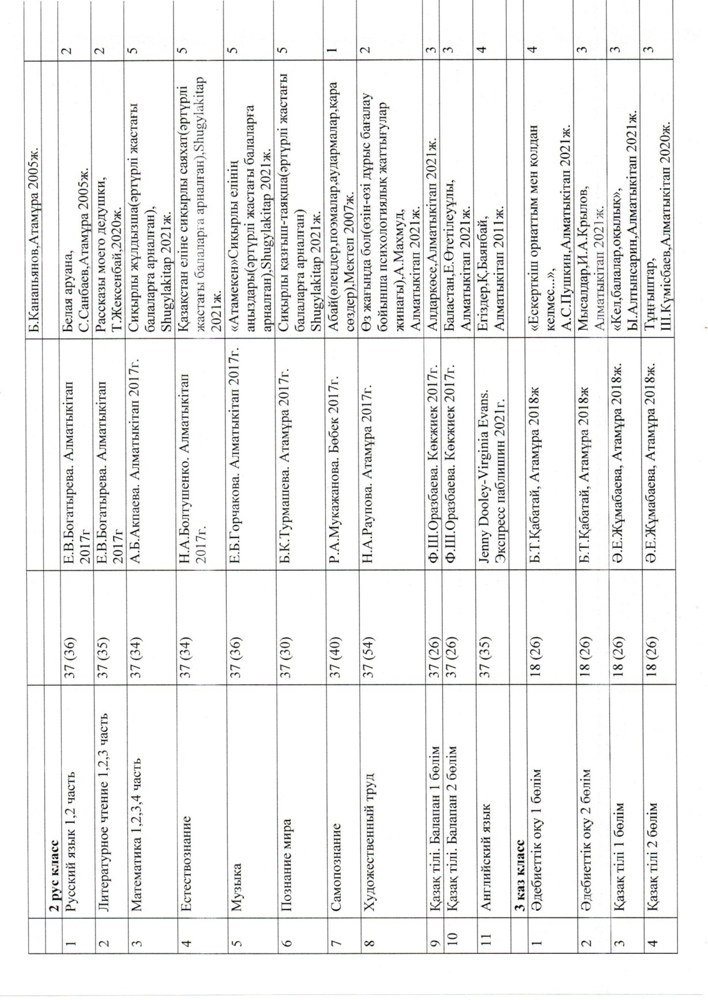 Б.Канапьянов,Атамұра 2005ж.
2 рус класс
1 Русский язык 1,2 часть 37 (36) Е.В.Богатырева. Алматыкітап Белая аруана, 2
2017г С.Санбаев,Атамұра 2005ж.
2 Литературное чтение 1,2,3 часть 37 (35) Е.В.Богатырева. Алматыкітап Рассказы моего дедушки, 2
2017г Т.Жексенбай,2020ж.
3 Математика 1,2,3,4 часть 37 (34) А.Б.Акпаева. Алматыкітап 2017г. Сиқырлы жұлдызша(әртүрлі жастағы 5
балаларға арналған),
Shugylakitap 2021ж.
4 Естествознание 37 (34) Н.А.Болтушенко. Алматыкітап Қазақстан еліне сиқырлы саяхат(әртүрлі 5
2017г. жастағы балаларға арналған),Shugylakitap
2021ж.
5 Музыка 37 (36) Е.Б.Горчакова. Алматыкітап 2017г. «Атамекен»Сиқырлы елінің 5
аңыздары(әртүрлі жастағы балаларға
арналған),Shugylakitap 2021ж.
6 Познание мира 37 (30) Б.К.Турмашева. Атамұра 2017г. Сиқырлы казғыш-таяқша(әртүрлі жастағы 5
балаларға арналған)
Shugylakitap 2021ж.
7 Самопознание 37 (40) Р.А.Мукажанова. Бөбек 2017г. Абай(өлеңдер,поэмалар,аудармалар,қара 1
сөздер),Мектеп 2007ж.
8 Художественный труд 37 (54) Н.А.Раупова. Атамұра 2017г. Өз жағыңда бол(өзін-өзі дұрыс бағалау 2
бойынша психологиялық жаттығулар
жинағы),А.Махмуд,
Алматыкітап 2021ж.
9 Қазақ тілі. Балапан 1 бөлім 37 (26) Ф.Ш.Оразбаева. Көкжиек 2017г. Алдаркөсе,Алматыкітап 2021ж. 3
10 Қазақ тілі. Балапан 2 бөлім 37 (26) Ф.Ш.Оразбаева. Көкжиек 2017г. Баластан,Е.Өтетілеуұлы, 3
Алматыкітап 2021ж.
11 Английский язык 37 (35) Jenny Dooley-Virginia Evans. Егіздер,Қ.Баянбай, 4
Экспресс паблишин 2021г. Алматыкітап 2011ж.
3 каз класс
1 Әдебиеттік оқу 1 бөлім 18 (26) Б.Т.Қабатай, Атамұра 2018ж «Ескерткіш орнаттым мен қолдан 4
келмес...»,
А.С.Пушкин,Алматыкітап 2021ж.
2 Әдебиеттік оқу 2 бөлім 18 (26) Б.Т.Қабатай, Атамұра 2018ж Мысалдар,И.А.Крылов, 3
Алматыкітап 2021ж.
3 Қазақ тілі 1 бөлім 18 (26) Ә.Е.Жұмабаева, Атамұра 2018ж. «Кел,балалар,оқылық», 3
Ы.Алтынсарин,Алматыкітап 2021ж.
4 Қазақ тілі 2 бөлім 18 (26) Ә.Е.Жұмабаева, Атамұра 2018ж. Тұңғыштар, 3
Ш.Күмісбаев,Алматыкітап 2020ж.